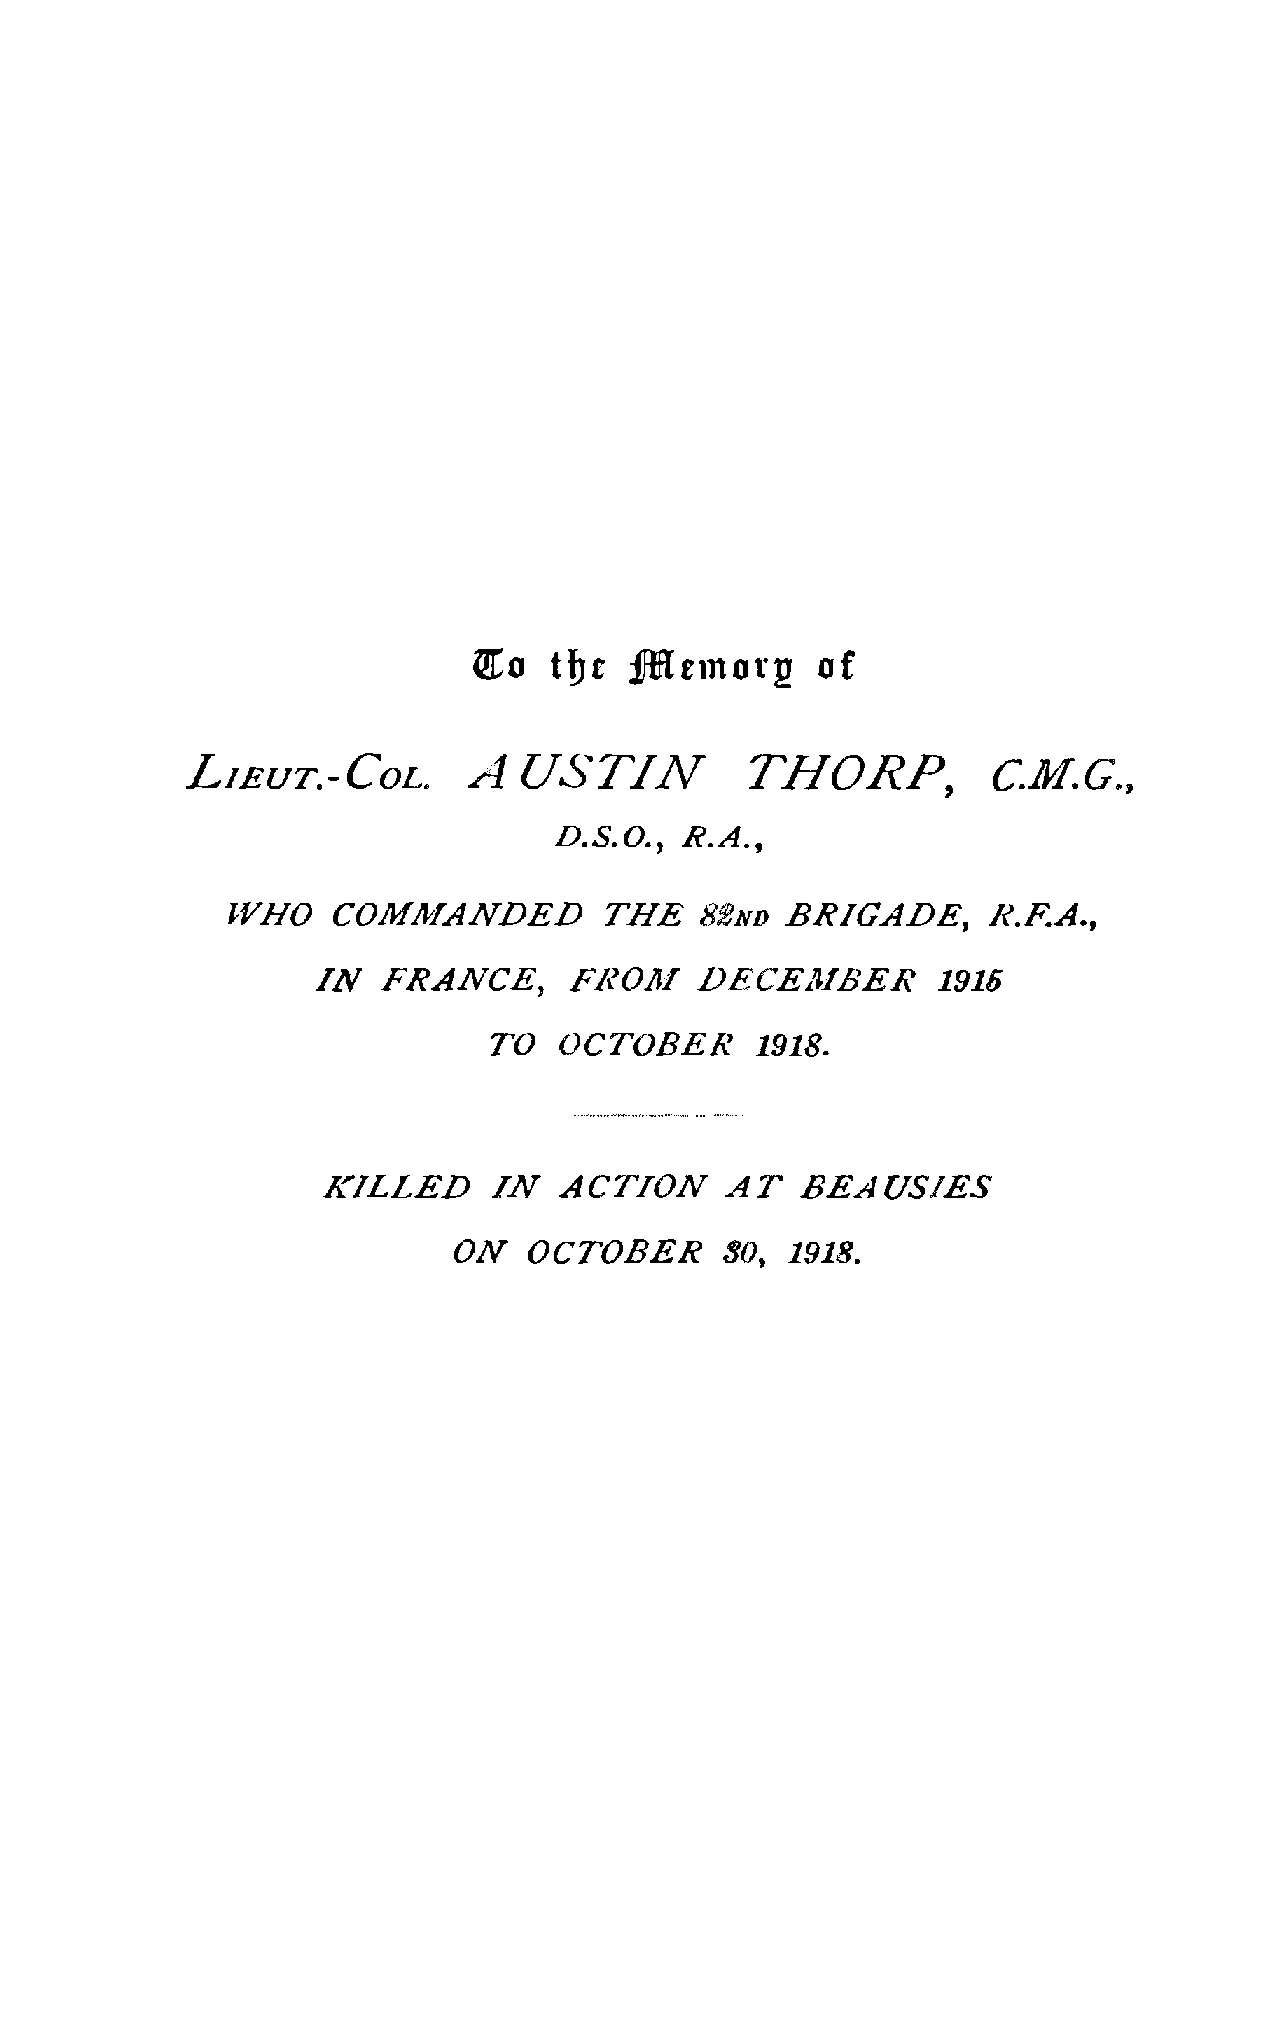 To the Memory of
LIEUT.-COL. AUSTIN THORP, C.M.G.,
D.S.O., R.A.,
WHO COMMANDED THE 82ND BRIGADE, R.F.A.,
IN FRANCE, FROM DECEMBER 1915
TO OCTOBER 1918.
KILLED IN ACTION AT BEAUSIES
ON OCTOBER 30, 1918.